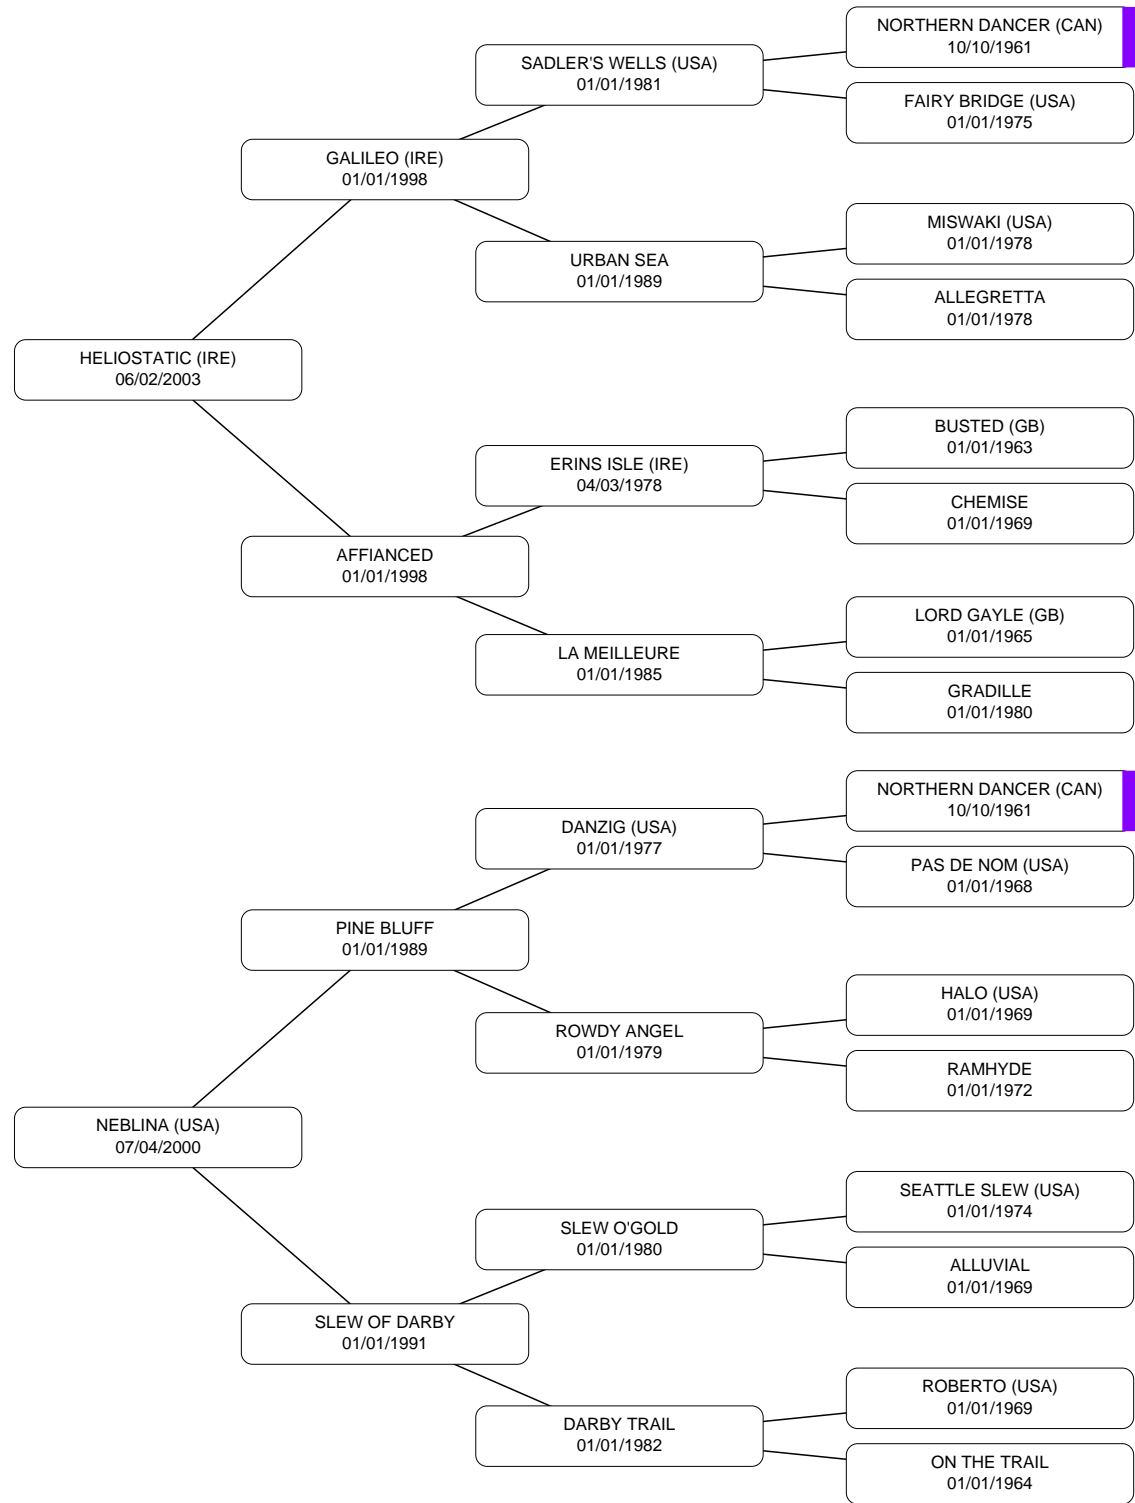 NORTHERN DANCER (CAN)
10/10/1961
SADLER'S WELLS (USA)
01/01/1981
FAIRY BRIDGE (USA)
01/01/1975
GALILEO (IRE)
01/01/1998
MISWAKI (USA)
01/01/1978
URBAN SEA
01/01/1989
ALLEGRETTA
01/01/1978
HELIOSTATIC (IRE)
06/02/2003
BUSTED (GB)
01/01/1963
ERINS ISLE (IRE)
04/03/1978
CHEMISE
01/01/1969
AFFIANCED
01/01/1998
LORD GAYLE (GB)
01/01/1965
LA MEILLEURE
01/01/1985
GRADILLE
01/01/1980
NORTHERN DANCER (CAN)
10/10/1961
DANZIG (USA)
01/01/1977
PAS DE NOM (USA)
01/01/1968
PINE BLUFF
01/01/1989
HALO (USA)
01/01/1969
ROWDY ANGEL
01/01/1979
RAMHYDE
01/01/1972
NEBLINA (USA)
07/04/2000
SEATTLE SLEW (USA)
01/01/1974
SLEW O'GOLD
01/01/1980
ALLUVIAL
01/01/1969
SLEW OF DARBY
01/01/1991
ROBERTO (USA)
01/01/1969
DARBY TRAIL
01/01/1982
ON THE TRAIL
01/01/1964